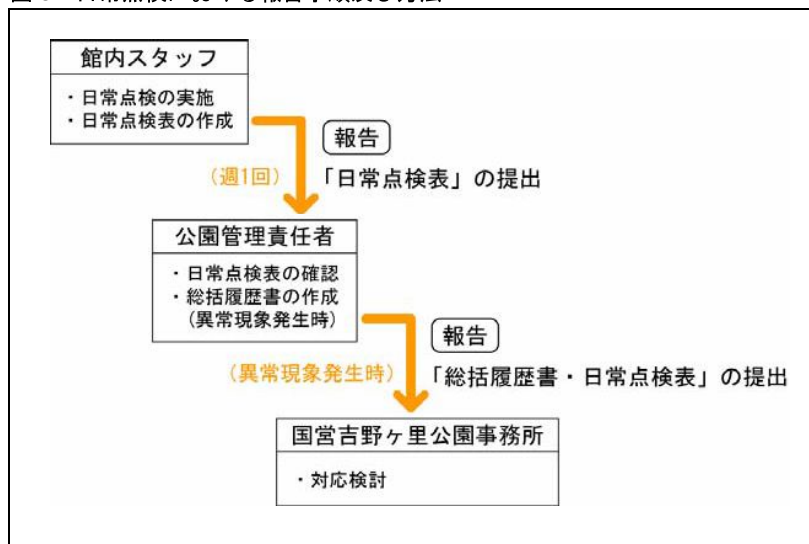 館内スタッフ
・日常点検の実施
・日常点検表の作成
報告
(週1回)
「日常点検表」の提出
公園管理責任者
・日常点検表の確認
・総括履歴書の作成
(異常現象発生時)
報告
(異常現象発生時)
「総括履歴書・日常点検表」の提出
国営吉野ヶ里公園事務所
・対応検討